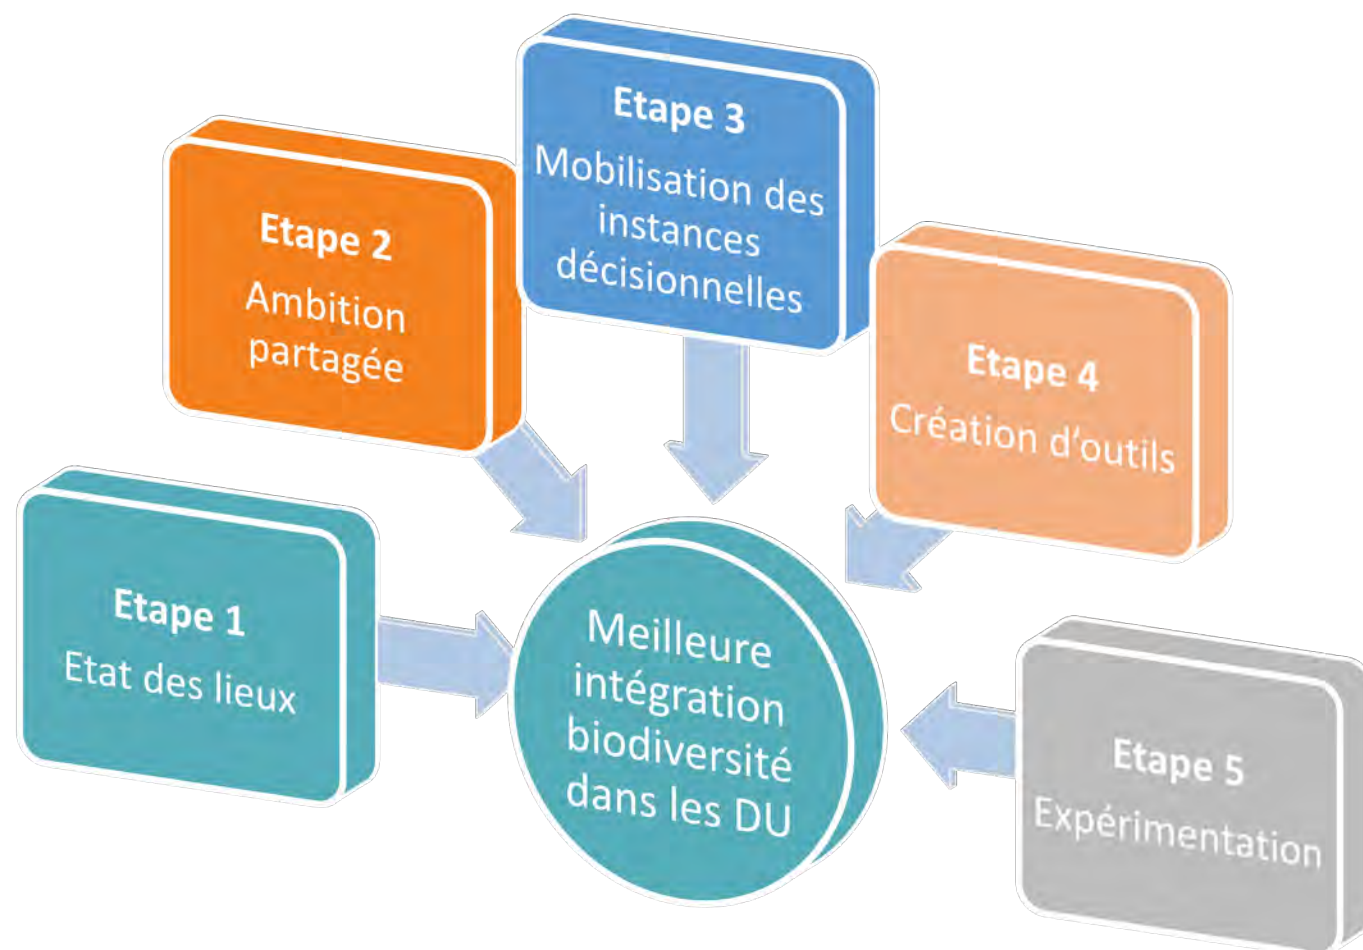 Etape 1
Etat des lieux
Etape 2
Ambition
partagée
Etape 3
Mobilisation des
instances
décisionnelles
Etape 4
Création d’outils
Etape 5
Expérimentation
Meilleure
intégration
biodiversité
dans les DU